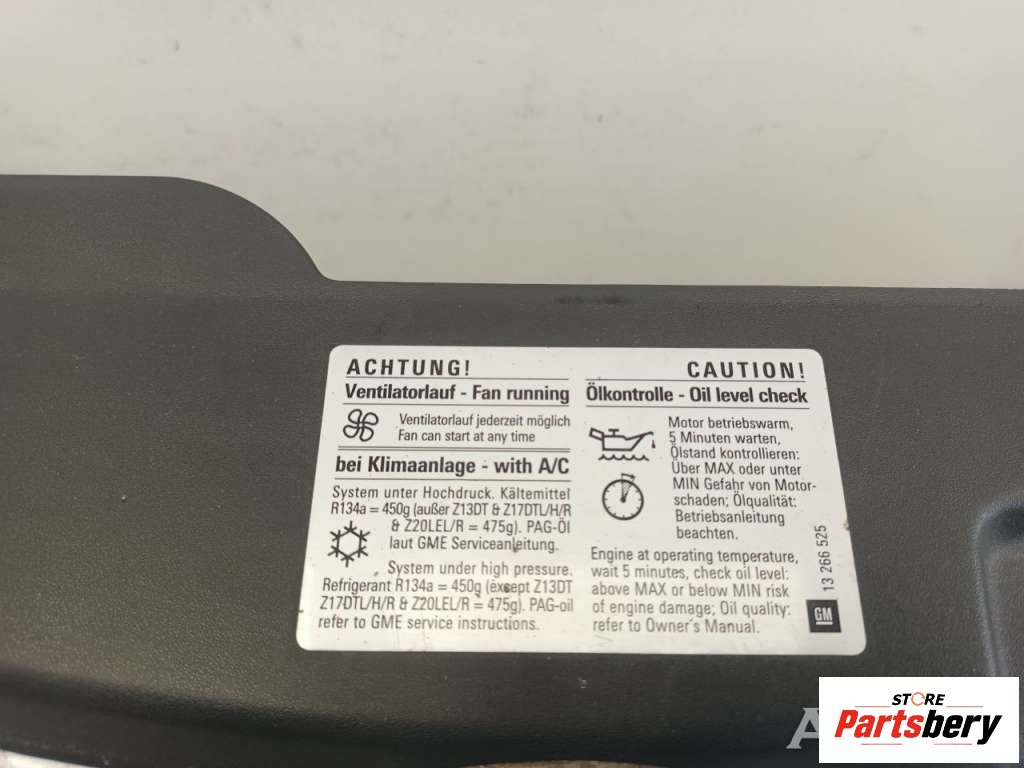 ACHTUNG!
Ventilatorlauf - Fan running
Ventilatorlauf jederzeit möglich
Fan can start at any time
bei Klimaanlage - with A/C
System unter Hochdruck. Kältemittel
R134a = 450g (außer Z13DT & Z17DTL/H/R
& Z20LEL/R = 475g). PAG-Öl
laut GME Serviceanleitung.
System under high pressure.
Refrigerant R134a = 450g (except Z13DT
Z17DTL/H/R & Z20LEL/R = 475g). PAG-oil
refer to GME service instructions.
CAUTION!
Ölkontrolle - Oil level check
Motor betriebswarm,
5 Minuten warten,
Ölstand kontrollieren:
Über MAX oder unter
MIN Gefahr von Motor-
schaden; Ölqualität:
Betriebsanleitung
beachten.
Engine at operating temperature,
wait 5 minutes, check oil level:
above MAX or below MIN risk
of engine damage; Oil quality:
refer to Owner's Manual.
13 266 525
GM
STORE
Partsbery